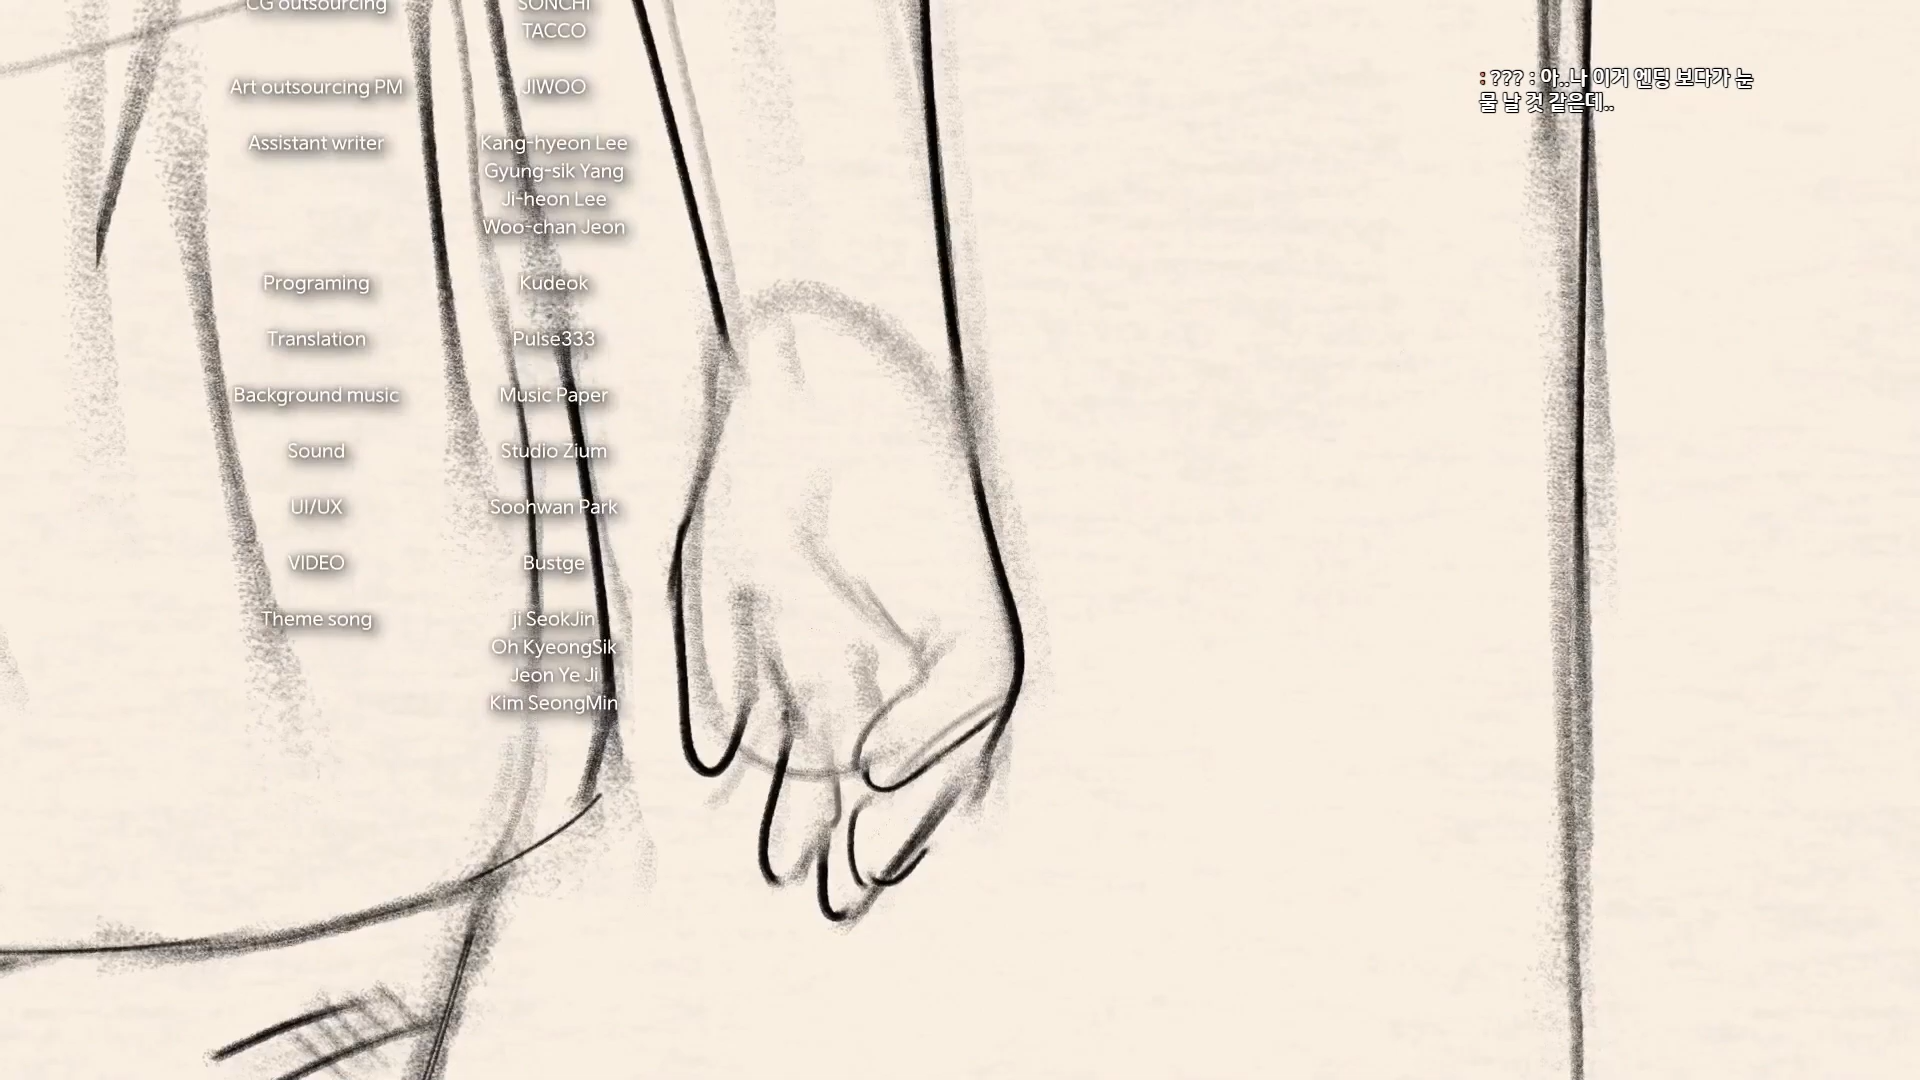 CG outsourcing SONCHI
TACCO
Art outsourcing PM JIWOO
Assistant writer Kang-hyeon Lee
Gyung-sik Yang
Ji-heon Lee
Woo-chan Jeon
Programing Kudeok
Translation Pulse333
Background music Music Paper
Sound Studio Zium
UI/UX Soohwan Park
VIDEO Bustge
Theme song ji SeokJin
Oh KyeongSik
Jeon Ye Ji
Kim SeongMin
: ??? : 아..나 이거 엔딩 보다가 눈
물 날 것 같은데..